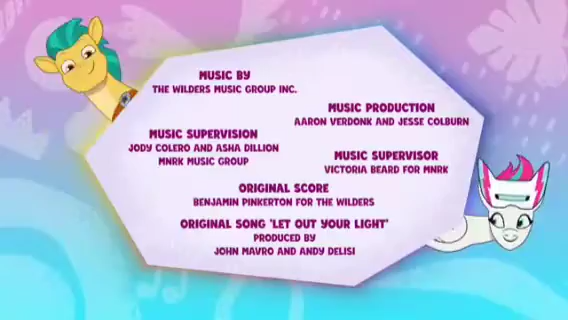 MUSIC BY
THE WILDERS MUSIC GROUP INC.
MUSIC PRODUCTION
AARON VERDONK AND JESSE COLBURN
MUSIC SUPERVISION
JODY COLERO AND ASHA DILLION
MNRK MUSIC GROUP
MUSIC SUPERVISOR
VICTORIA BEARD FOR MNRK
ORIGINAL SCORE
BENJAMIN PINKERTON FOR THE WILDERS
ORIGINAL SONG 'LET OUT YOUR LIGHT'
PRODUCED BY
JOHN MAVRO AND ANDY DELISI